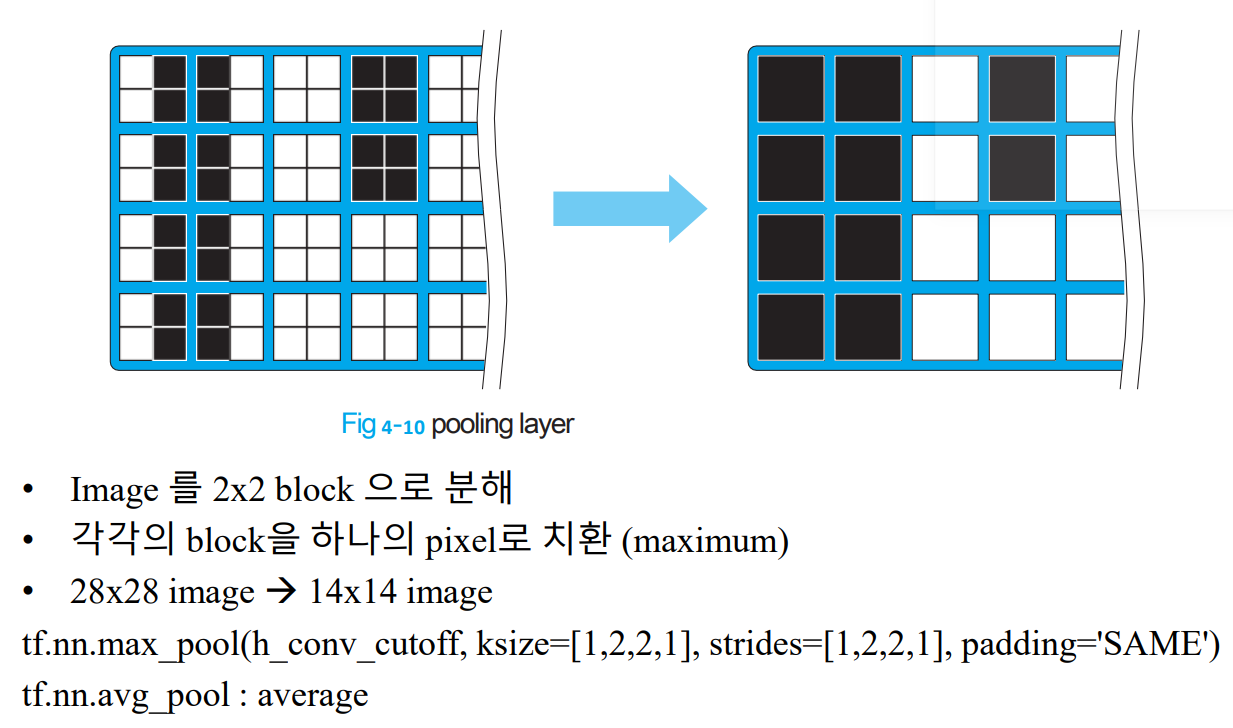 Fig 4-10 pooling layer
• Image 를 2x2 block 으로 분해
• 각각의 block을 하나의 pixel로 치환 (maximum)
• 28x28 image → 14x14 image
tf.nn.max_pool(h_conv_cutoff, ksize=[1,2,2,1], strides=[1,2,2,1], padding='SAME')
tf.nn.avg_pool : average